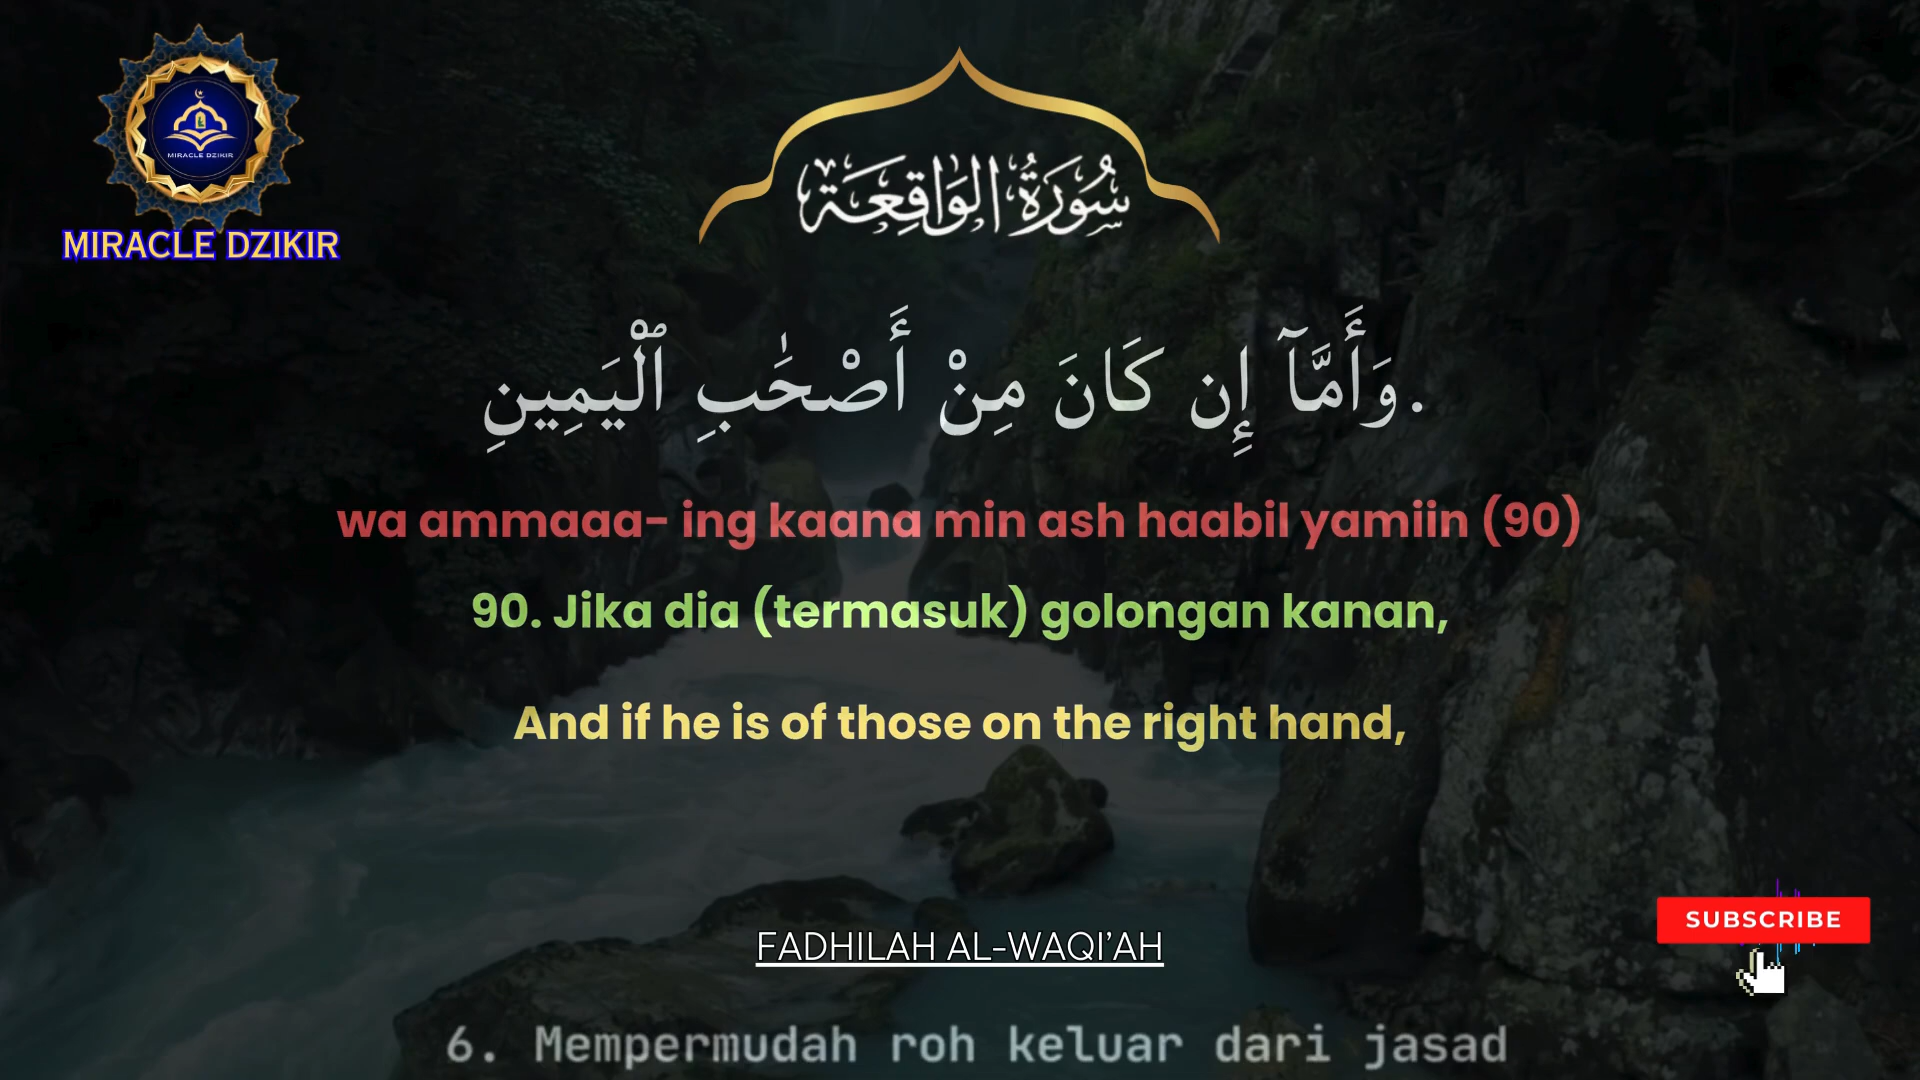 MIRACLE DZIKIR
MIRACLE DZIKIR
سُورَةُ الوَاقِعَة
.وَأَمَّآ إِن كَانَ مِنْ أَصْحَٰبِ ٱلْيَمِينِ
wa ammaaa- ing kaana min ash haabil yamiin (90)
90. Jika dia (termasuk) golongan kanan,
And if he is of those on the right hand,
SUBSCRIBE
FADHILAH AL-WAQI'AH
6. Mempermudah roh keluar dari jasad